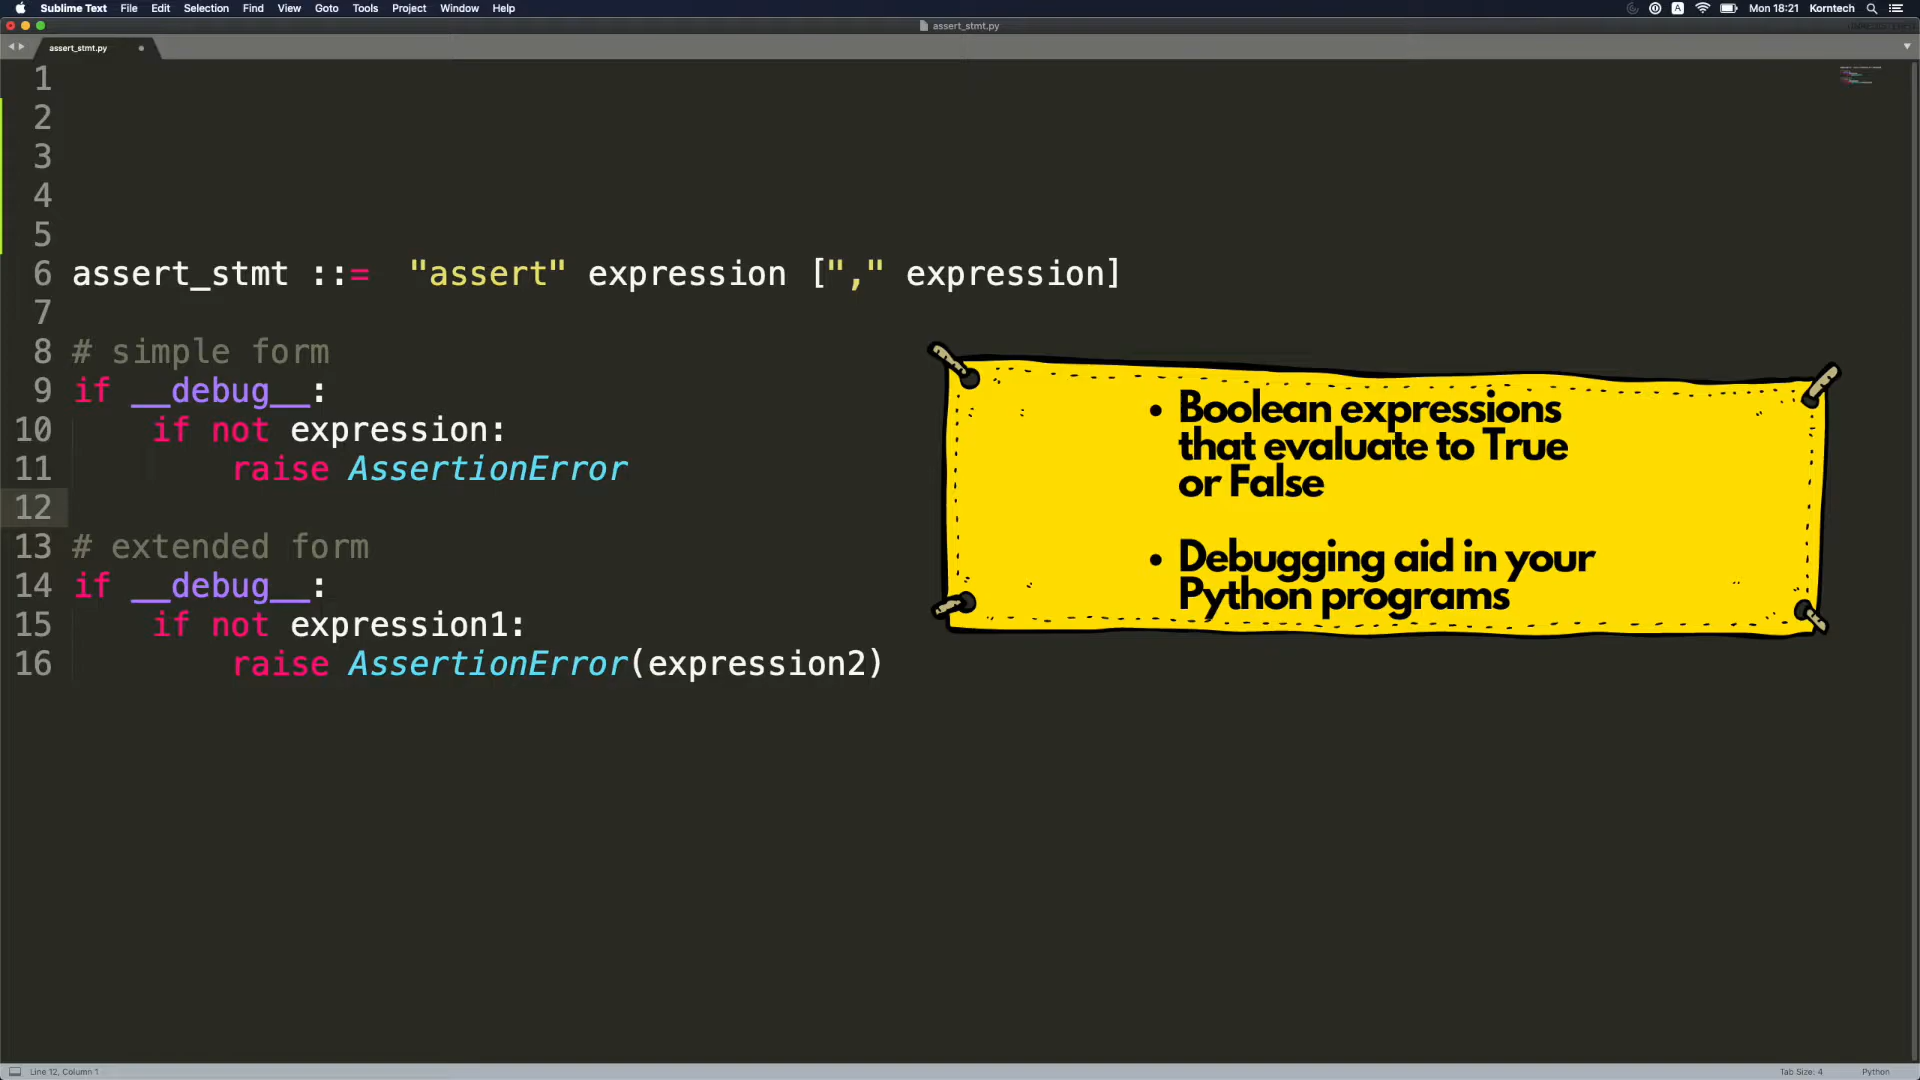 Sublime Text File Edit Selection Find View Goto Tools Project Window Help A Mon 18:21 Korntech
assert_stmt.py
assert_stmt.py
1
2
3
4
5
6 assert_stmt ::= "assert" expression ["," expression]
7
8 # simple form
9 if __debug__:
10 if not expression:
11 raise AssertionError
12
13 # extended form
14 if __debug__:
15 if not expression1:
16 raise AssertionError(expression2)
• Boolean expressions
that evaluate to True
or False
• Debugging aid in your
Python programs
Line 12, Column 1 Tab Size: 4 Python